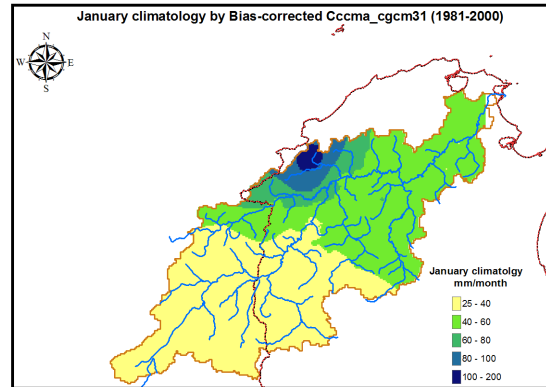 January climatology by Bias-corrected Cccma_cgcm31 (1981-2000)
N
W E
S
January climatolgy
mm/month
25 - 40
40 - 60
60 - 80
80 - 100
100 - 200